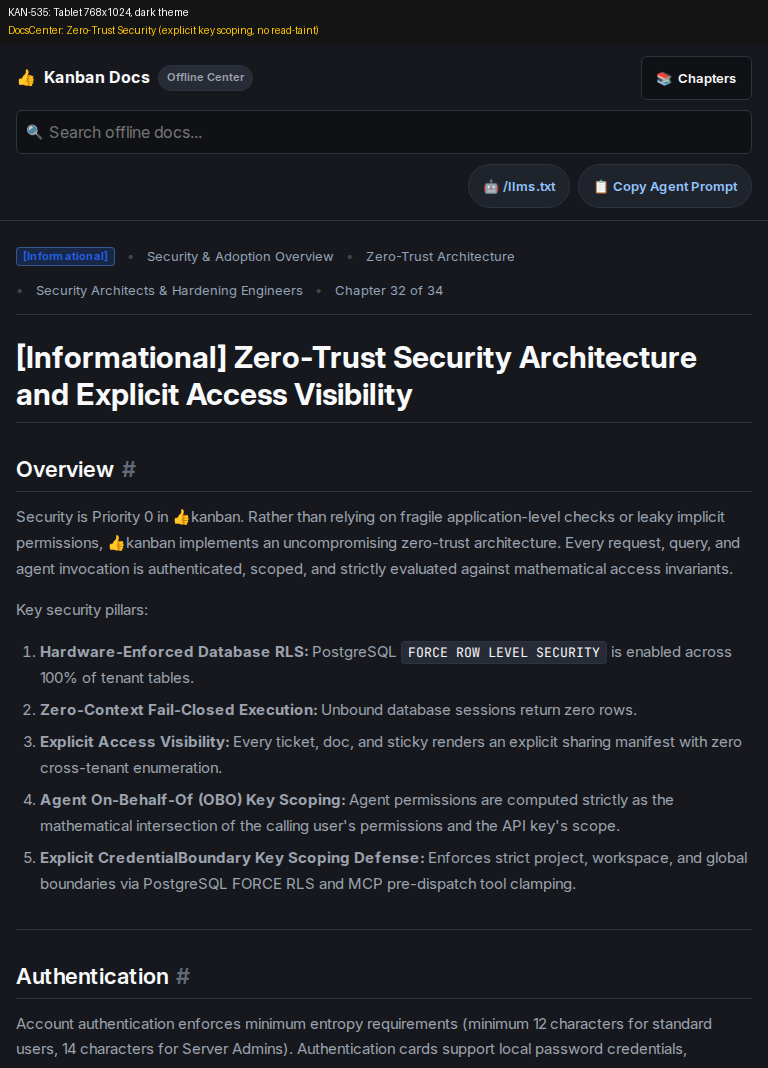 KAN-535: Tablet 768x1024, dark theme
DocsCenter: Zero-Trust Security (explicit key scoping, no read-taint)
👍 Kanban Docs Offline Center
📚 Chapters
🔍 Search offline docs...
🤖 /llms.txt
📋 Copy Agent Prompt
[Informational] • Security & Adoption Overview • Zero-Trust Architecture
• Security Architects & Hardening Engineers • Chapter 32 of 34
[Informational] Zero-Trust Security Architecture
and Explicit Access Visibility
Overview #
Security is Priority 0 in 👍kanban. Rather than relying on fragile application-level checks or leaky implicit
permissions, 👍kanban implements an uncompromising zero-trust architecture. Every request, query, and
agent invocation is authenticated, scoped, and strictly evaluated against mathematical access invariants.
Key security pillars:
1. Hardware-Enforced Database RLS: PostgreSQL FORCE ROW LEVEL SECURITY is enabled across
100% of tenant tables.
2. Zero-Context Fail-Closed Execution: Unbound database sessions return zero rows.
3. Explicit Access Visibility: Every ticket, doc, and sticky renders an explicit sharing manifest with zero
cross-tenant enumeration.
4. Agent On-Behalf-Of (OBO) Key Scoping: Agent permissions are computed strictly as the
mathematical intersection of the calling user's permissions and the API key's scope.
5. Explicit CredentialBoundary Key Scoping Defense: Enforces strict project, workspace, and global
boundaries via PostgreSQL FORCE RLS and MCP pre-dispatch tool clamping.
Authentication #
Account authentication enforces minimum entropy requirements (minimum 12 characters for standard
users, 14 characters for Server Admins). Authentication cards support local password credentials,